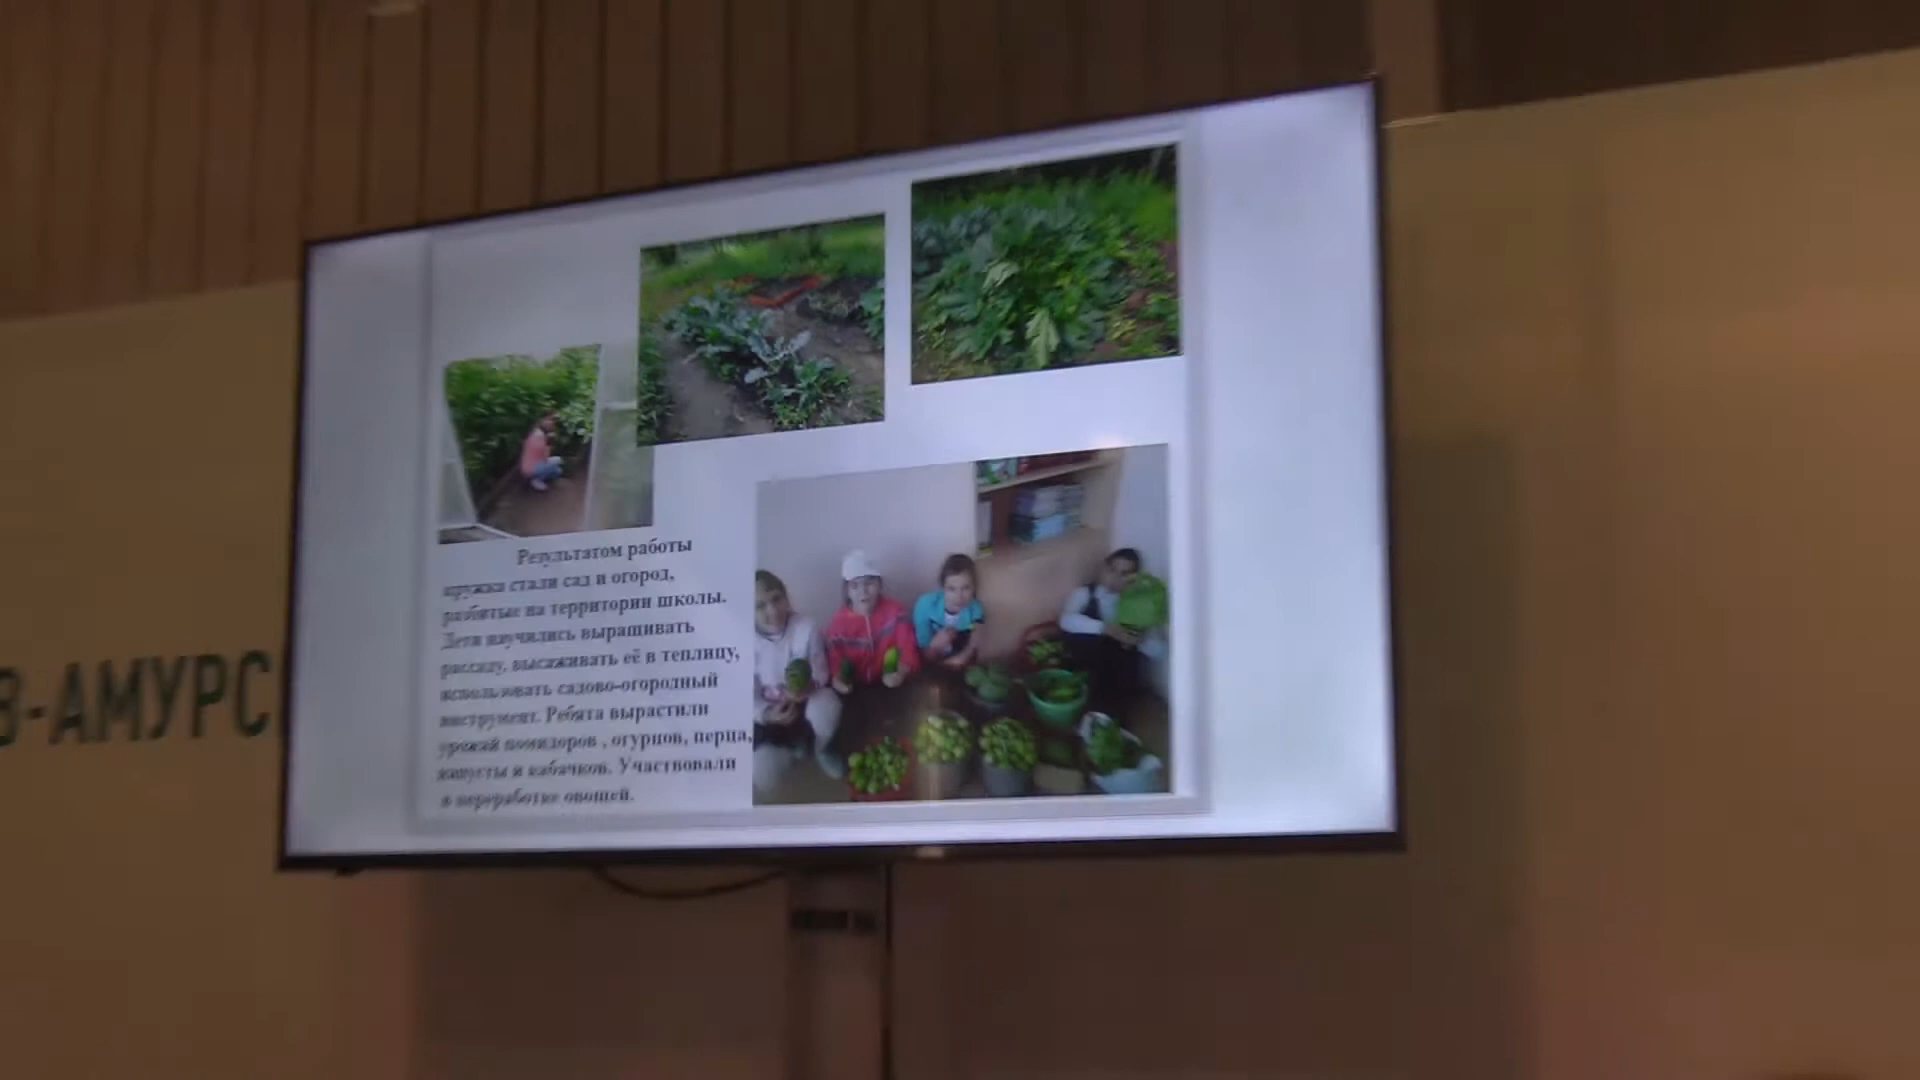 В-АМУРС
Результатом работы
кружка стали сад и огород,
разбитые на территории школы.
Дети научились выращивать
рассаду, высаживать её в теплицу,
использовать садово-огородный
инструмент. Ребята вырастили
урожай помидоров , огурцов, перца,
капусты и кабачков. Участвовали
в переработке овощей.